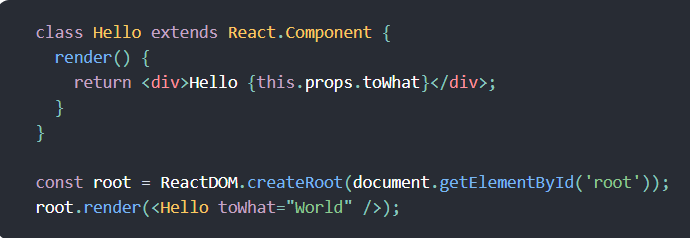 class Hello extends React.Component {
  render() {
    return <div>Hello {this.props.toWhat}</div>;
  }
}

const root = ReactDOM.createRoot(document.getElementById('root'));
root.render(<Hello toWhat="World" />);